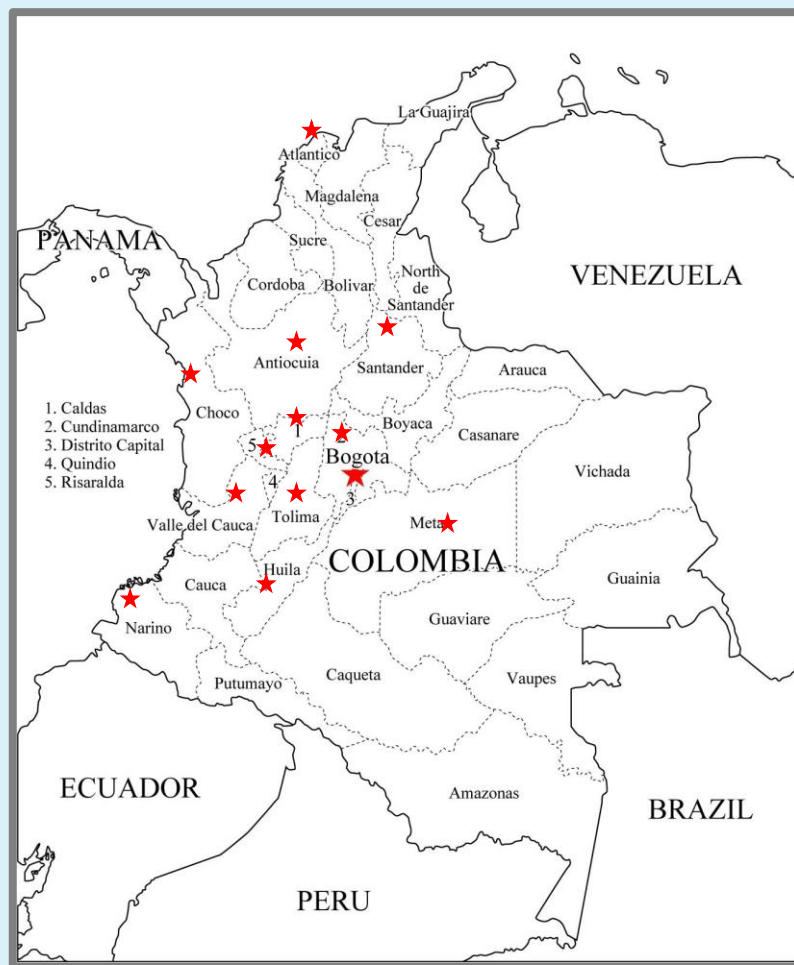 La Guajira
Atlantico
Magdalena
Cesar
PANAMA
Sucre
VENEZUELA
North
de
Santander
Cordoba
Bolivar
Antiocuia
Santander
Arauca
1. Caldas
2. Cundinamarco
3. Distrito Capital
4. Quindio
5. Risaralda
Choco
1
2
Boyaca
Casanare
5
Bogota
Vichada
4
3
Tolima
Valle del Cauca
Meta
COLOMBIA
Huila
Cauca
Guainia
Guaviare
Narino
Caqueta
Vaupes
Putumayo
ECUADOR
Amazonas
BRAZIL
PERU